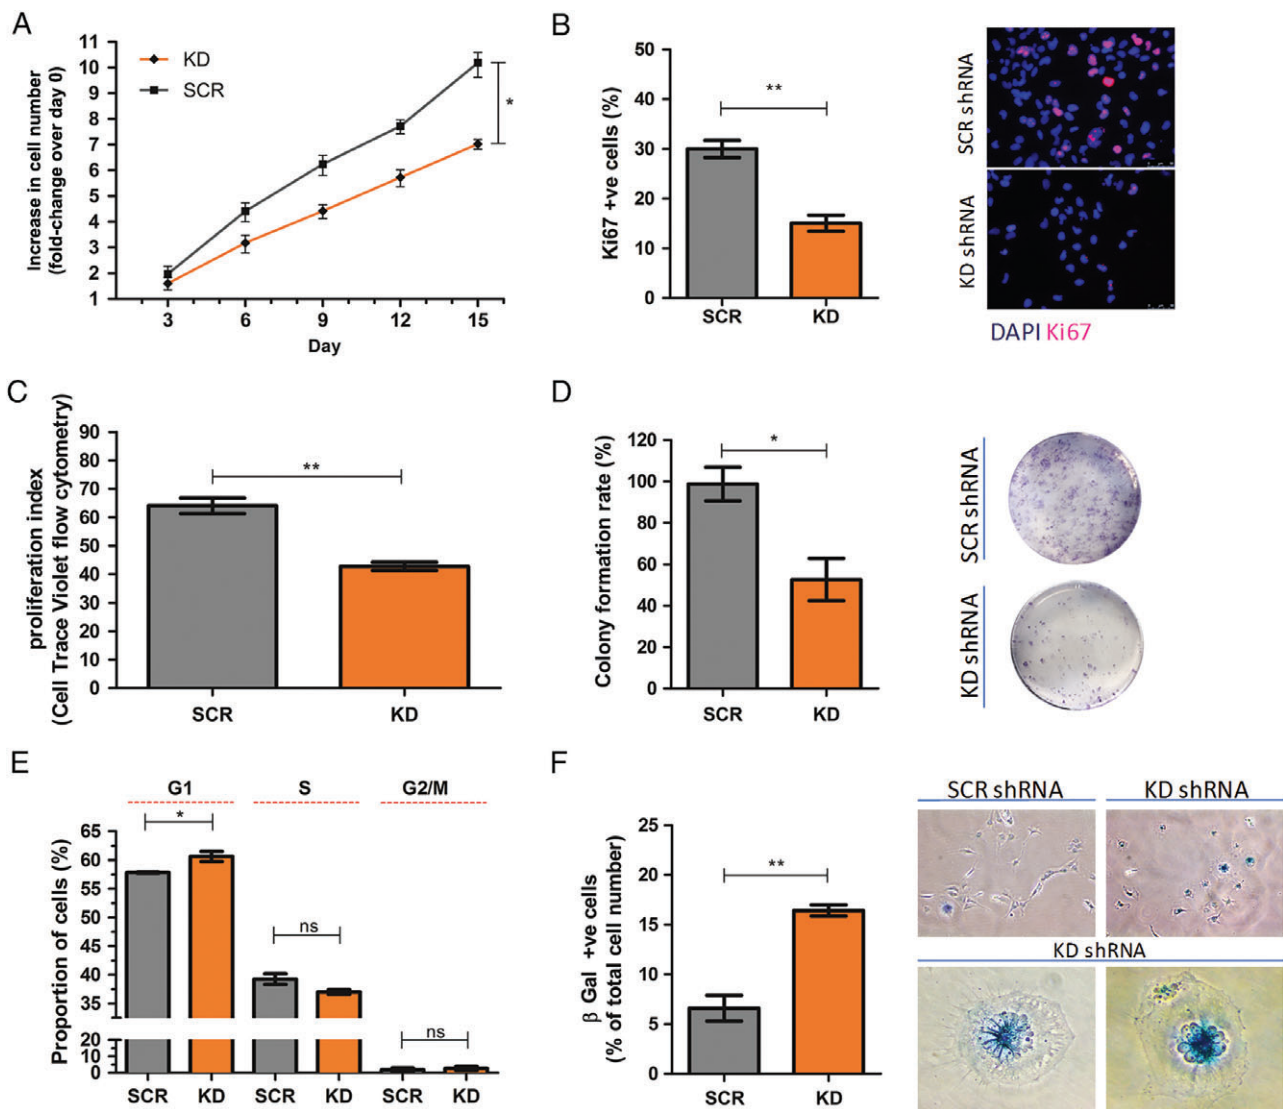 A
Increase in cell number
(fold-change over day 0)
11
10
9
8
7
6
5
4
3
2
1
KD
SCR
*
3 6 9 12 15
Day
B
Ki67 +ve cells (%)
50
40
30
20
10
0
**
SCR KD
SCR shRNA
KD shRNA
DAPI Ki67
C
proliferation index
(Cell Trace Violet flow cytometry)
90
80
70
60
50
40
30
20
10
0
**
SCR KD
D
Colony formation rate (%)
120
100
80
60
40
20
0
*
SCR KD
SCR shRNA
KD shRNA
E
G1 S G2/M
Proportion of cells (%)
65
60
55
50
45
40
35
20
10
0
*
ns
ns
SCR KD SCR KD SCR KD
F
β Gal +ve cells
(% of total cell number)
25
20
15
10
5
0
**
SCR KD
SCR shRNA KD shRNA
KD shRNA